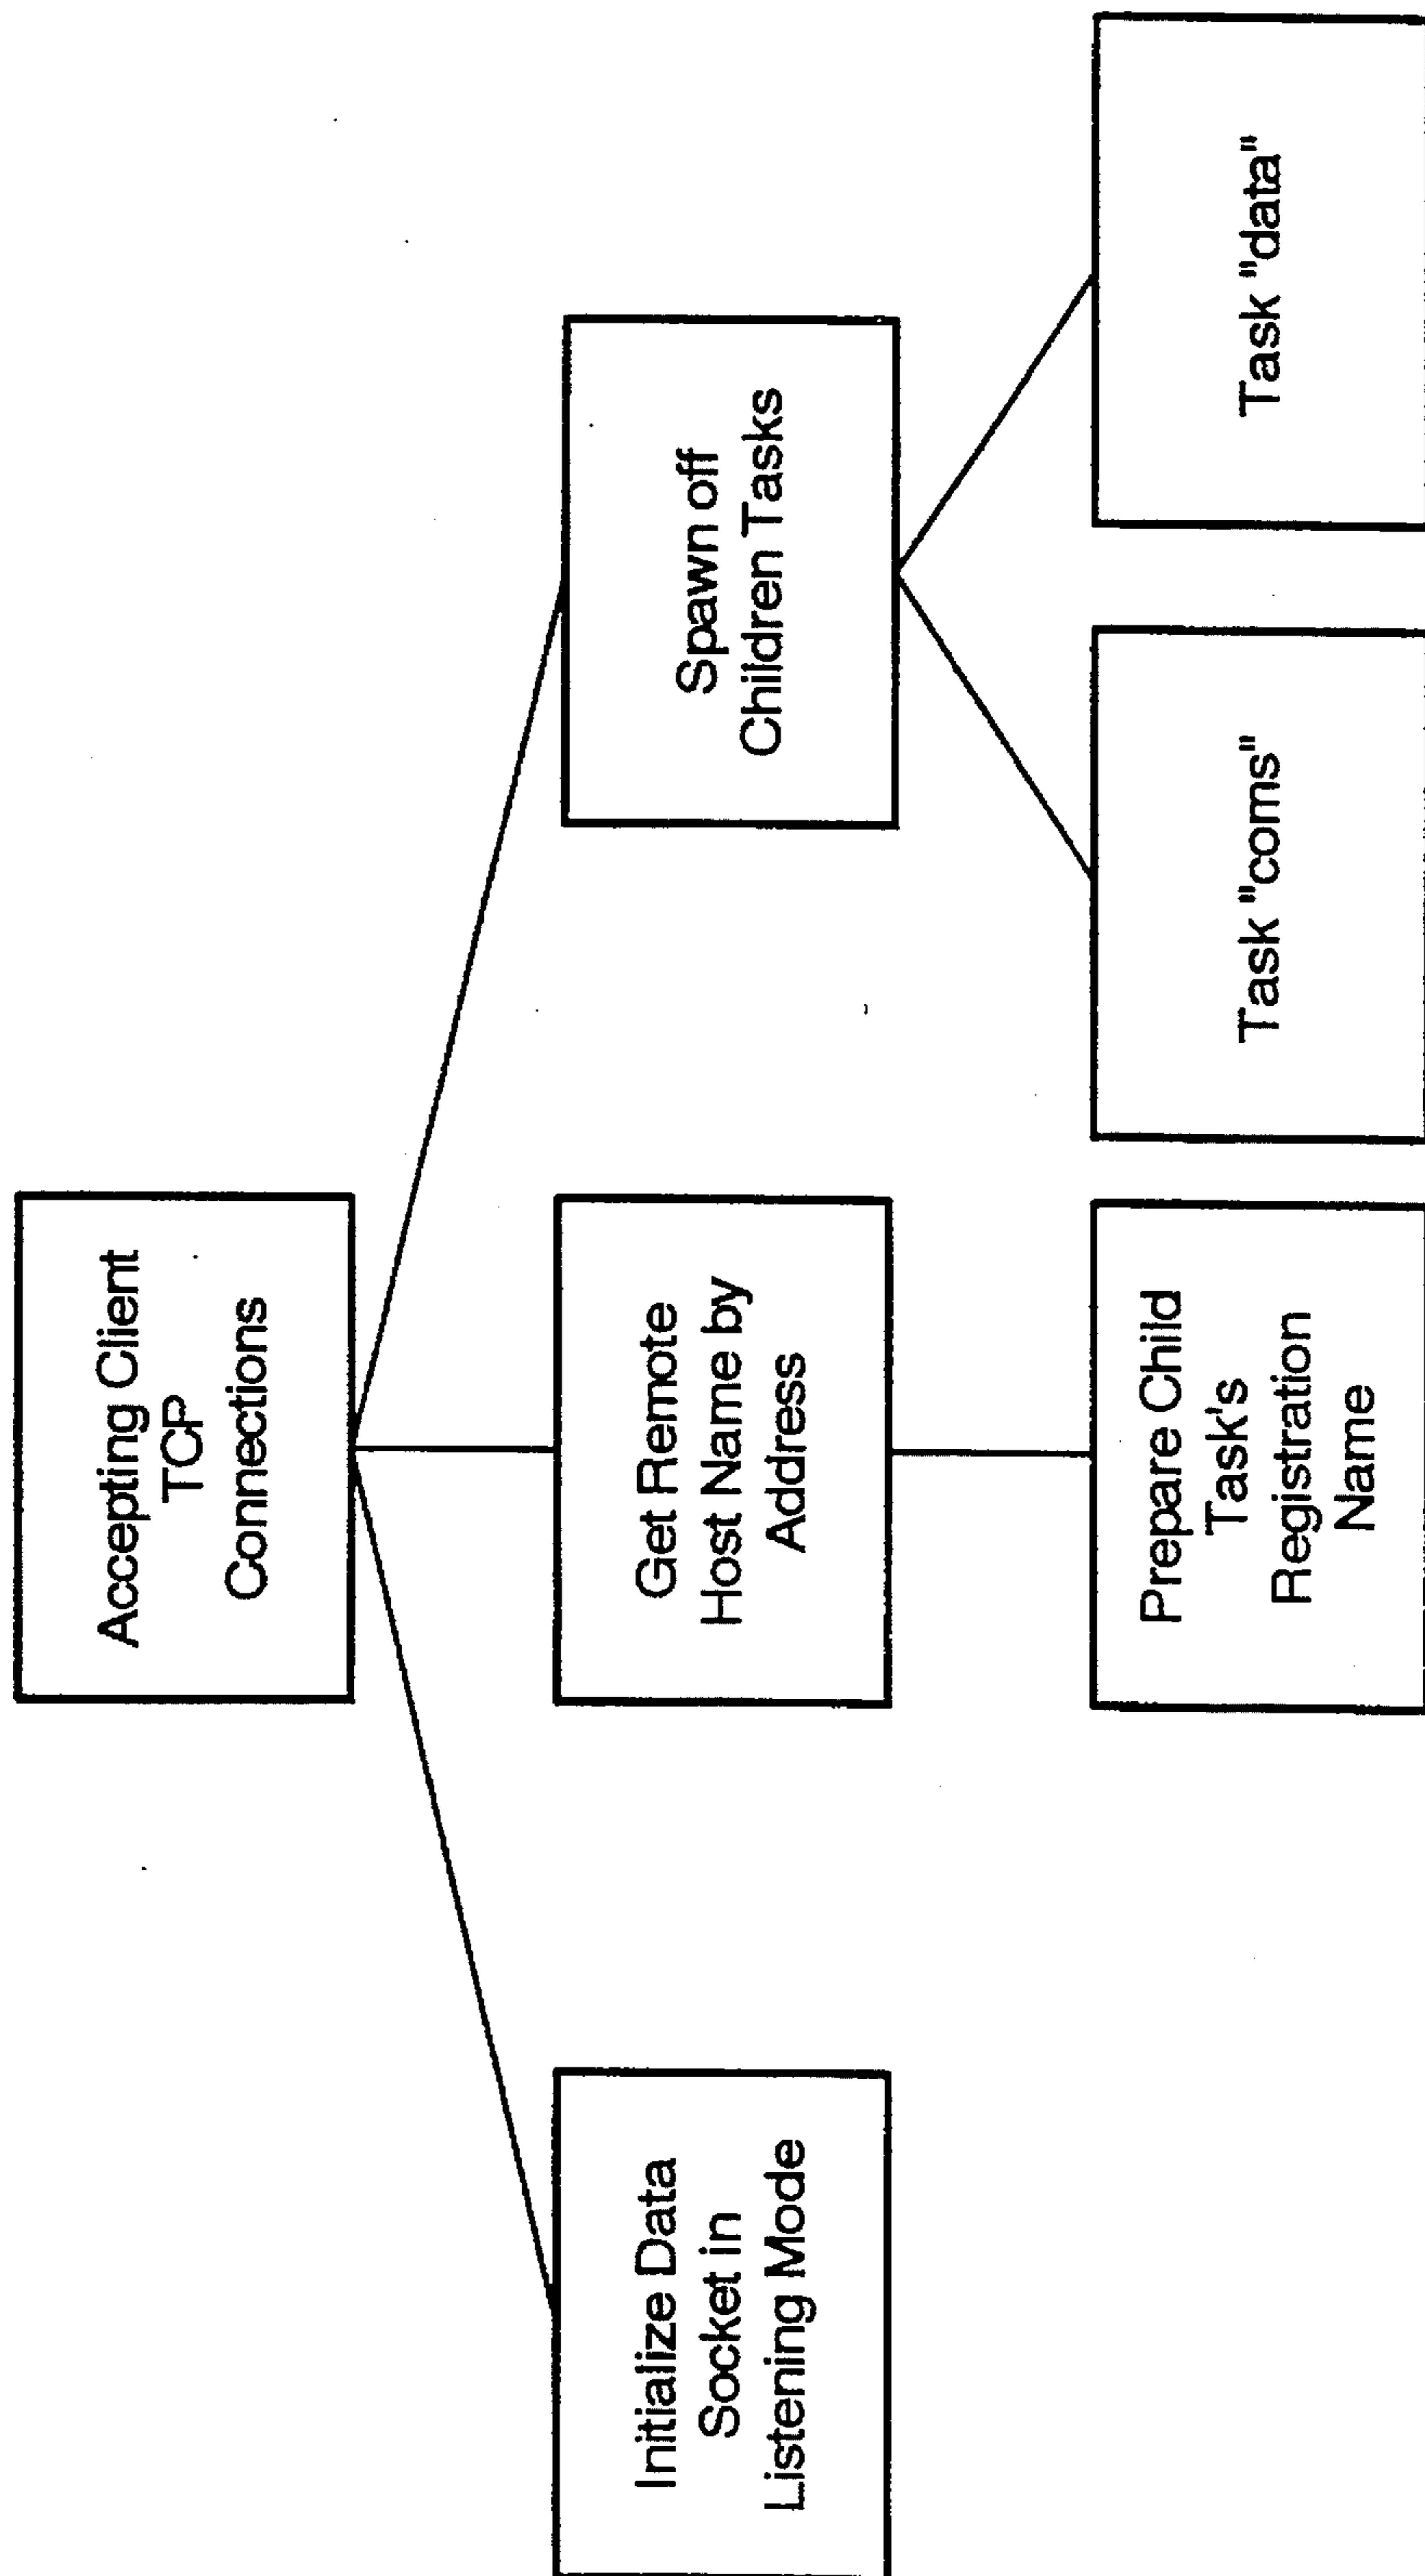 Accepting Client
TCP
Connections
Initialize Data
Socket in
Listening Mode
Get Remote
Host Name by
Address
Spawn off
Children Tasks
Prepare Child
Task's
Registration
Name
Task "coms"
Task "data"